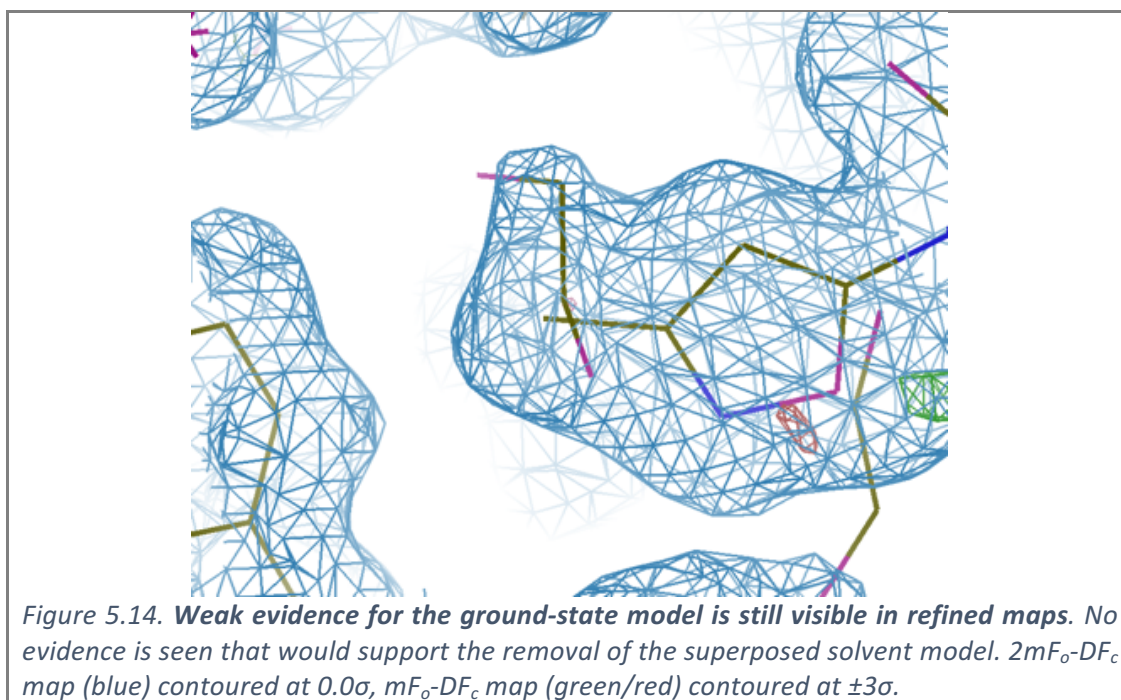 Figure 5.14. Weak evidence for the ground-state model is still visible in refined maps. No
evidence is seen that would support the removal of the superposed solvent model. 2mFo-DFc
map (blue) contoured at 0.0σ, mFo-DFc map (green/red) contoured at ±3σ.